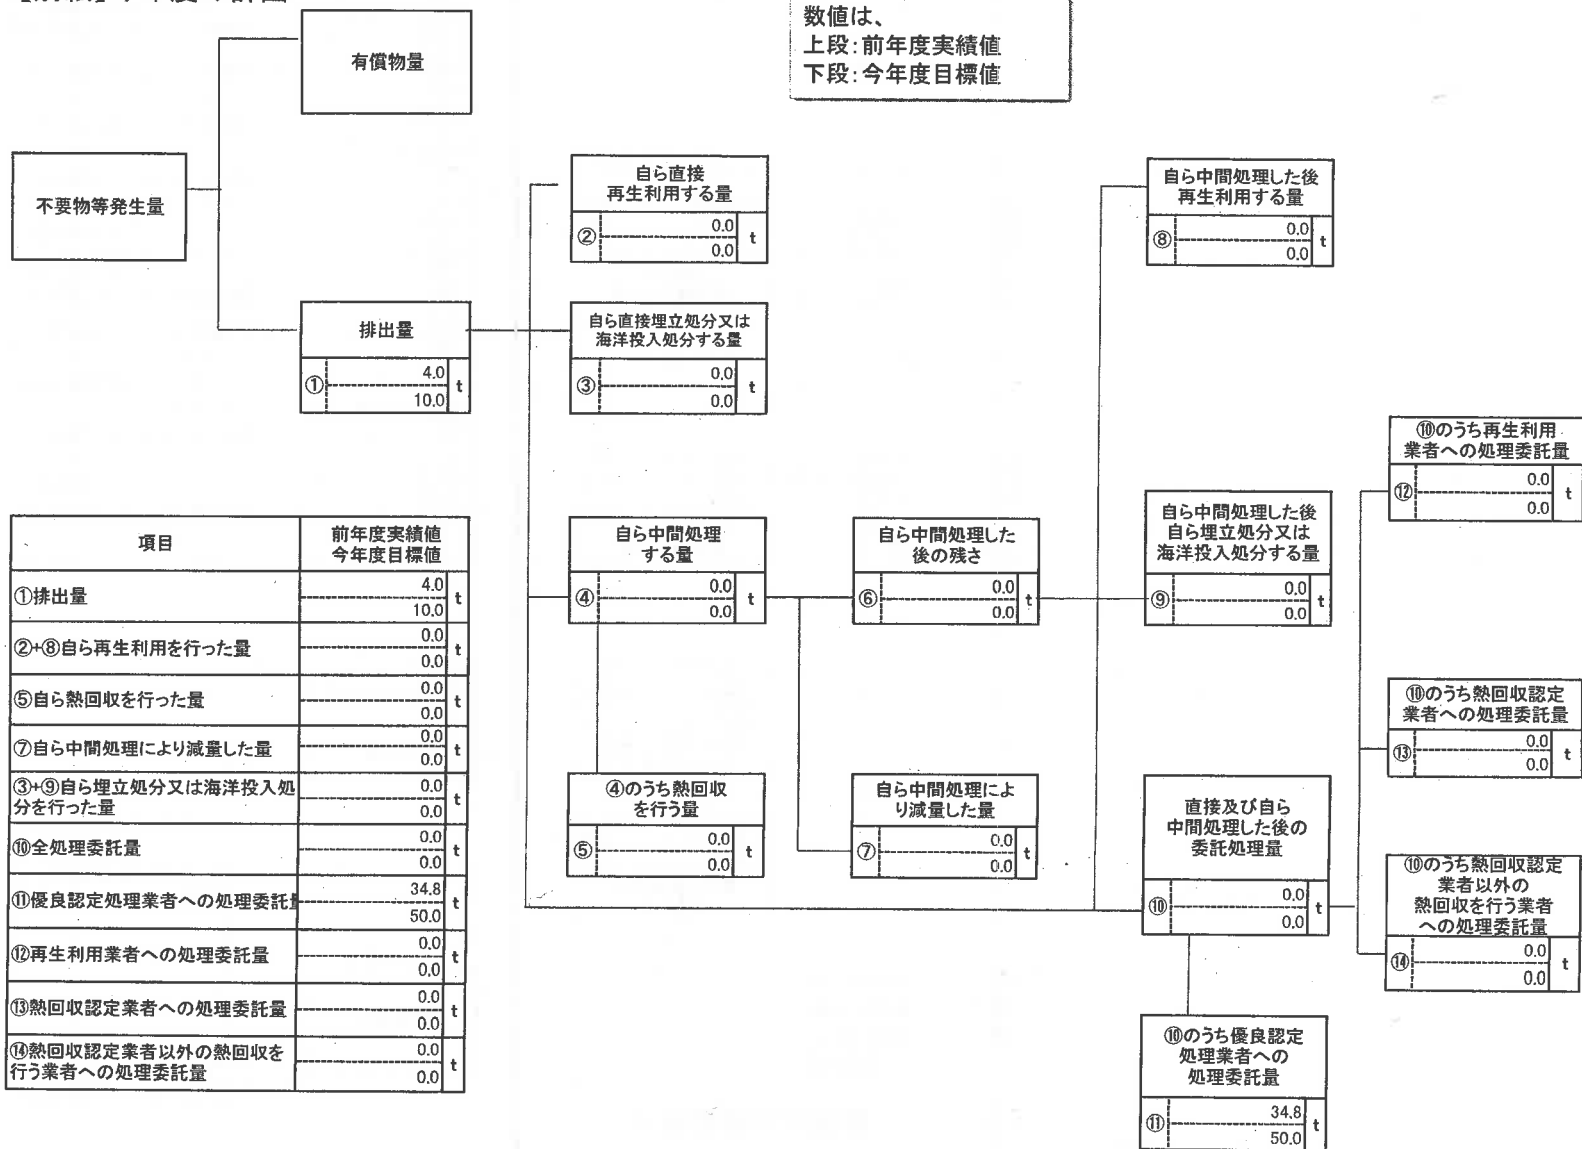 数値は、
上段:前年度実績値
下段:今年度目標値
有償物量
不要物等発生量
排出量
① 4.0 t
10.0
自ら直接
再生利用する量
② 0.0 t
0.0
自ら直接埋立処分又は
海洋投入処分する量
③ 0.0 t
0.0
自ら中間処理した後
再生利用する量
⑧ 0.0 t
0.0
自ら中間処理
する量
④ 0.0 t
0.0
自ら中間処理した
後の残さ
⑥ 0.0 t
0.0
自ら中間処理した後
自ら埋立処分又は
海洋投入処分する量
⑨ 0.0 t
0.0
④のうち熱回収
を行う量
⑤ 0.0 t
0.0
自ら中間処理によ
り減量した量
⑦ 0.0 t
0.0
直接及び自ら
中間処理した後の
委託処理量
⑩ 0.0 t
0.0
⑩のうち再生利用
業者への処理委託量
⑫ 0.0 t
0.0
⑩のうち熱回収認定
業者への処理委託量
⑬ 0.0 t
0.0
⑩のうち熱回収認定
業者以外の
熱回収を行う業者
への処理委託量
⑭ 0.0 t
0.0
⑩のうち優良認定
処理業者への
処理委託量
⑪ 34.8 t
50.0
項目 前年度実績値
今年度目標値
①排出量 4.0 t
10.0
②+⑧自ら再生利用を行った量 0.0 t
0.0
⑤自ら熱回収を行った量 0.0 t
0.0
⑦自ら中間処理により減量した量 0.0 t
0.0
③+⑨自ら埋立処分又は海洋投入処
分を行った量 0.0 t
0.0
⑩全処理委託量 0.0 t
0.0
⑪優良認定処理業者への処理委託 34.8 t
50.0
⑫再生利用業者への処理委託量 0.0 t
0.0
⑬熱回収認定業者への処理委託量 0.0 t
0.0
⑭熱回収認定業者以外の熱回収を
行う業者への処理委託量 0.0 t
0.0